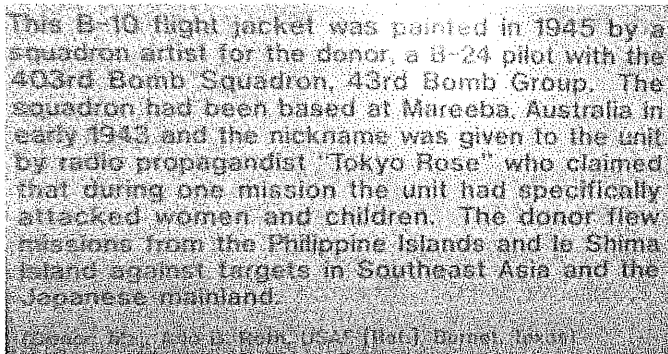 This B-10 flight jacket was painted in 1945 by a
squadron artist for the donor, a B-24 pilot with the
403rd Bomb Squadron, 43rd Bomb Group. The
squadron had been based at Mareeba, Australia in
early 1943 and the nickname was given to the unit
by radio propagandist "Tokyo Rose" who claimed
that during one mission the unit had specifically
attacked women and children. The donor flew
missions from the Philippine Islands and Ie Shima
Island against targets in Southeast Asia and the
Japanese mainland.
USAF (Ret.), Burnet, Texas)